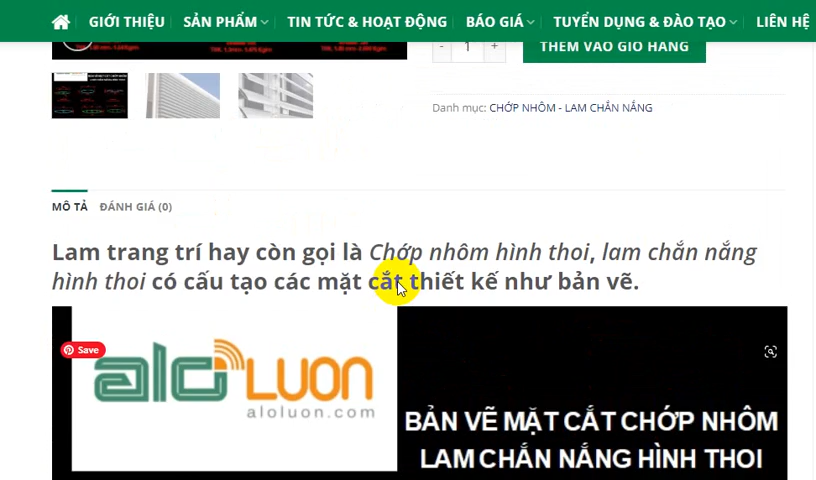 GIỚI THIỆU SẢN PHẨM TIN TỨC & HOẠT ĐỘNG BÁO GIÁ TUYỂN DỤNG & ĐÀO TẠO LIÊN HỆ
- 1 + THÊM VÀO GIỎ HÀNG
Danh mục: CHỚP NHÔM - LAM CHẮN NẮNG
MÔ TẢ ĐÁNH GIÁ (0)
Lam trang trí hay còn gọi là Chớp nhôm hình thoi, lam chắn nắng
hình thoi có cấu tạo các mặt cắt thiết kế như bản vẽ.
Save
alo LUON
aloluon.com
BẢN VẼ MẶT CẮT CHỚP NHÔM
LAM CHẮN NẮNG HÌNH THOI